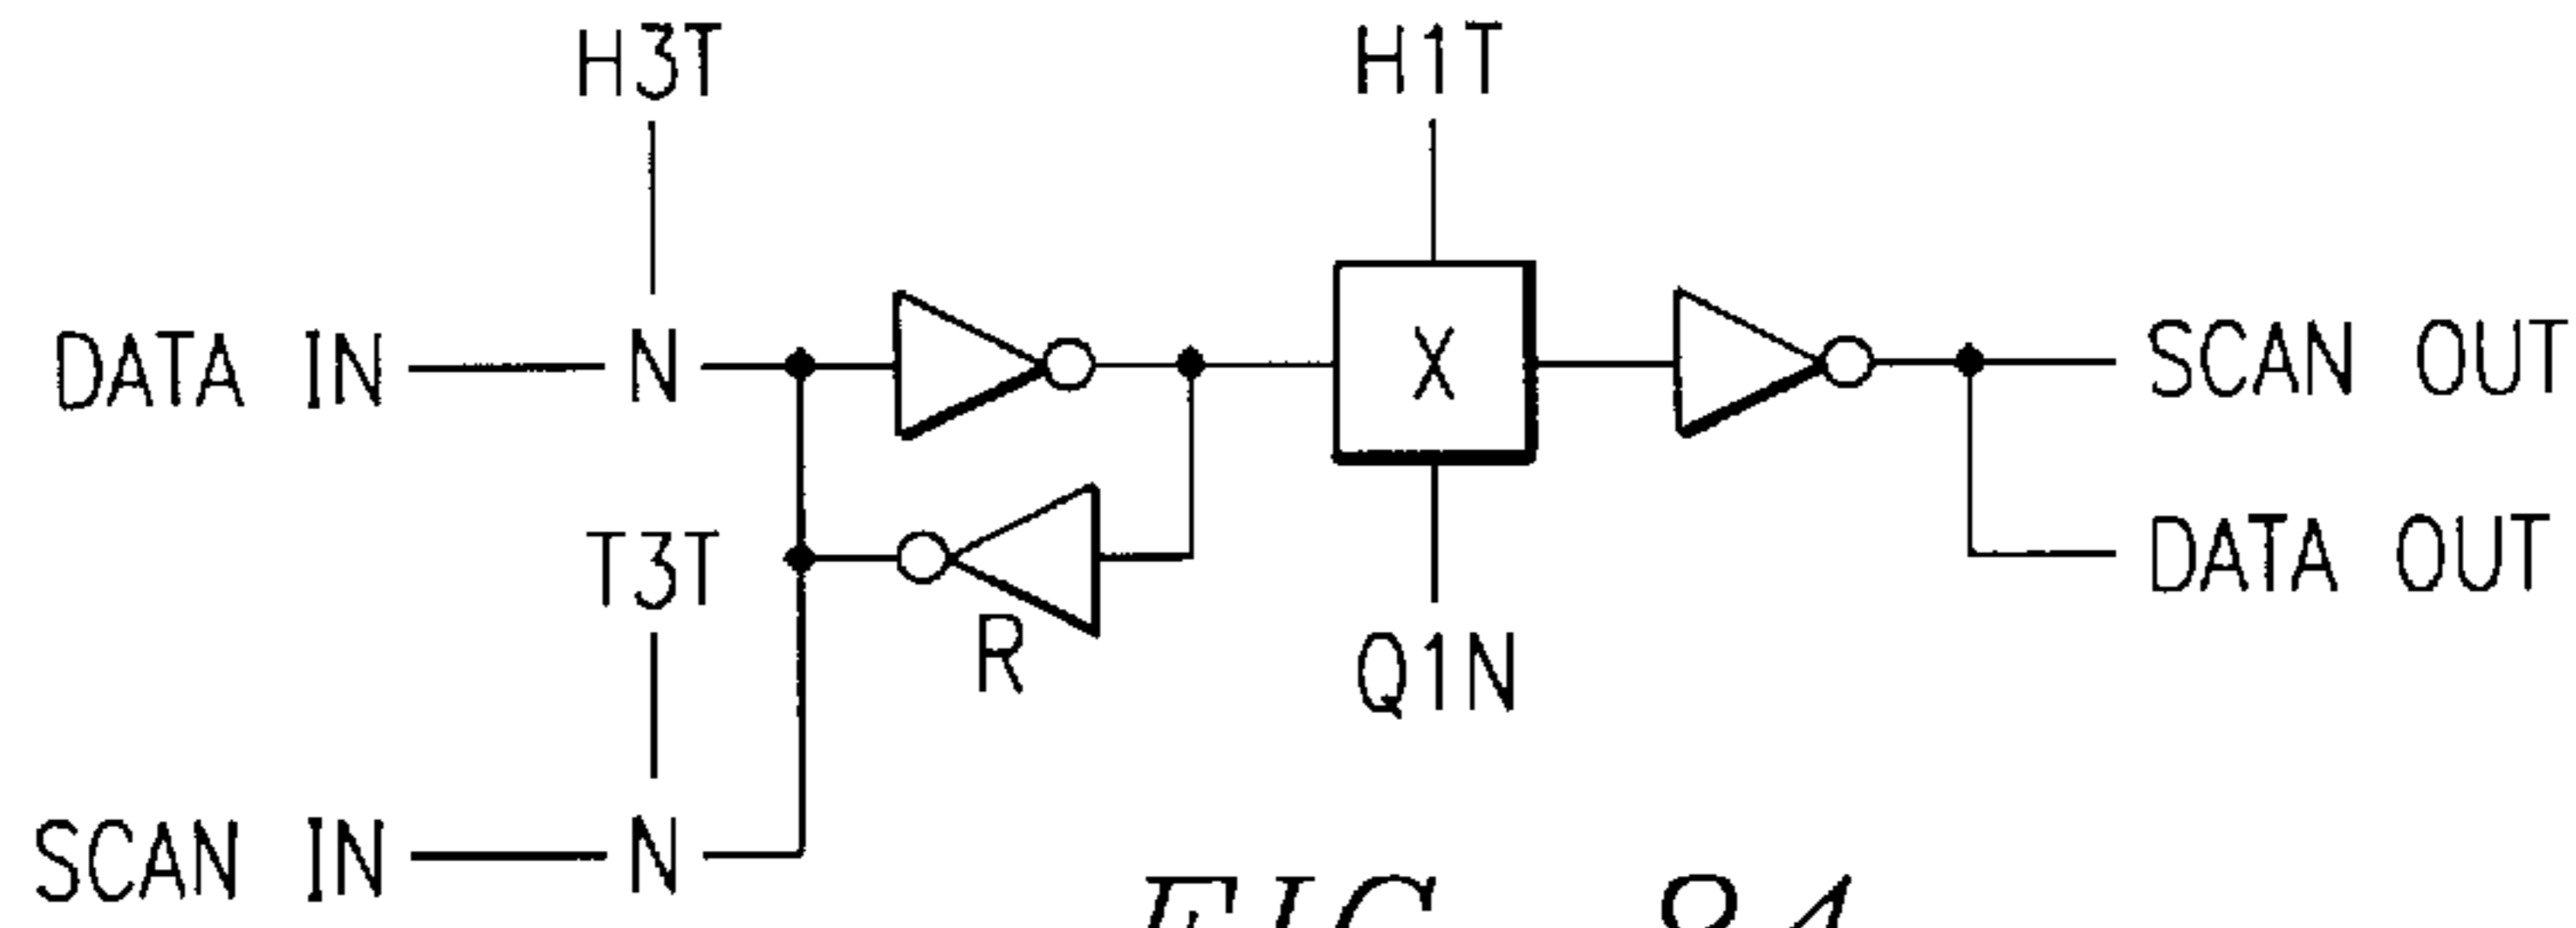 H3T
H1T
DATA IN
N
X
SCAN OUT
T3T
R
Q1N
DATA OUT
SCAN IN
N